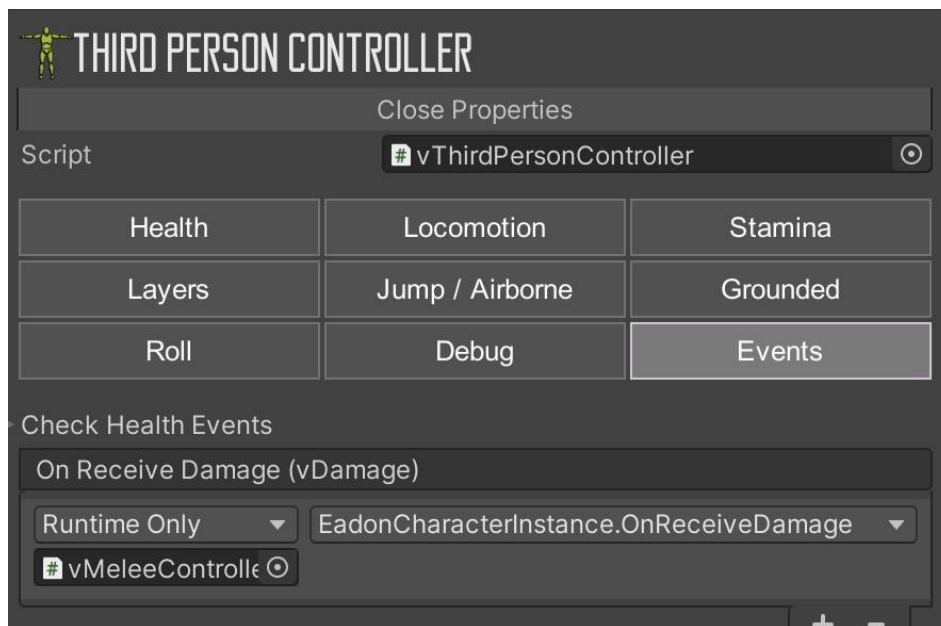 THIRD PERSON CONTROLLER
Close Properties
Script # vThirdPersonController
Health Locomotion Stamina
Layers Jump / Airborne Grounded
Roll Debug Events
Check Health Events
On Receive Damage (vDamage)
Runtime Only EadonCharacterInstance.OnReceiveDamage
# vMeleeControlle
+ -